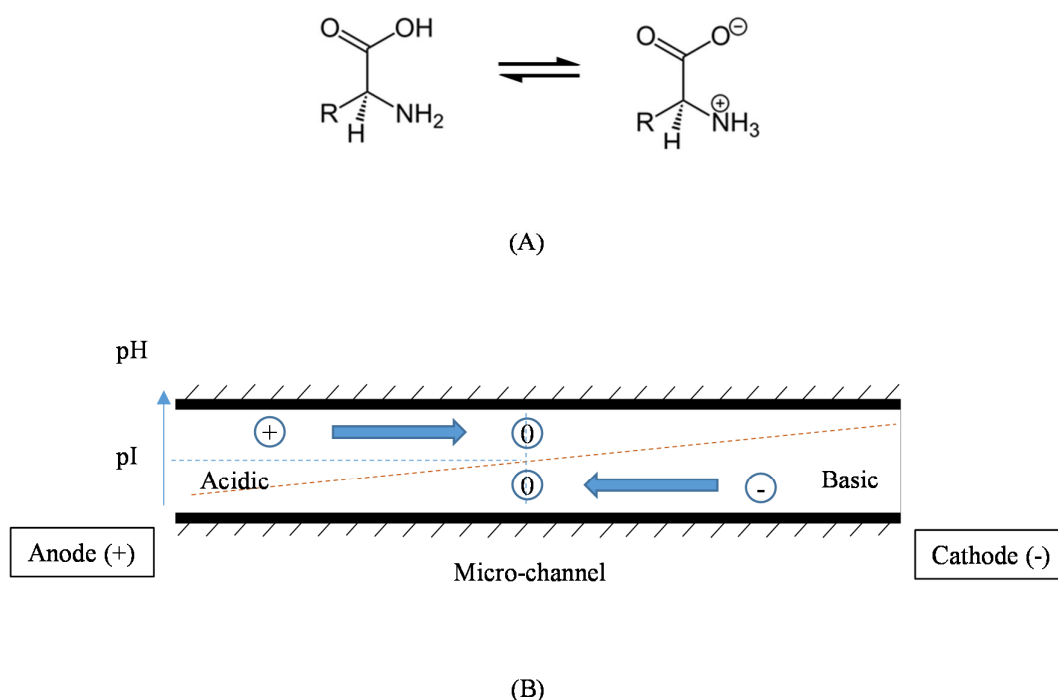 O OH
R NH₂
H
O O⊖
R ⊕NH₃
H
(A)
pH
+ 0
pI
Acidic 0 - Basic
Anode (+) Cathode (-)
Micro-channel
(B)